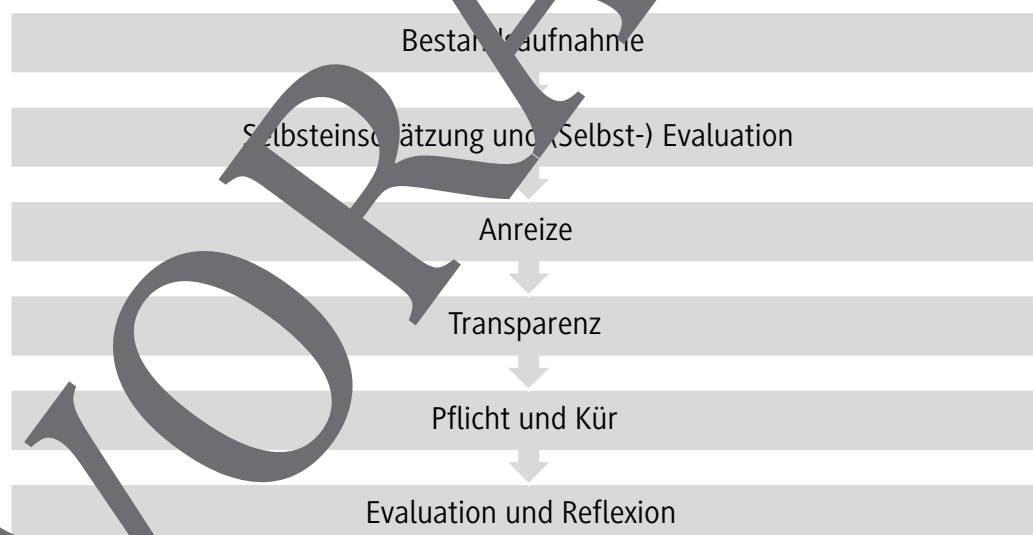 Bestandsaufnahme
Selbsteinschätzung und (Selbst-) Evaluation
Anreize
Transparenz
Pflicht und Kür
Evaluation und Reflexion